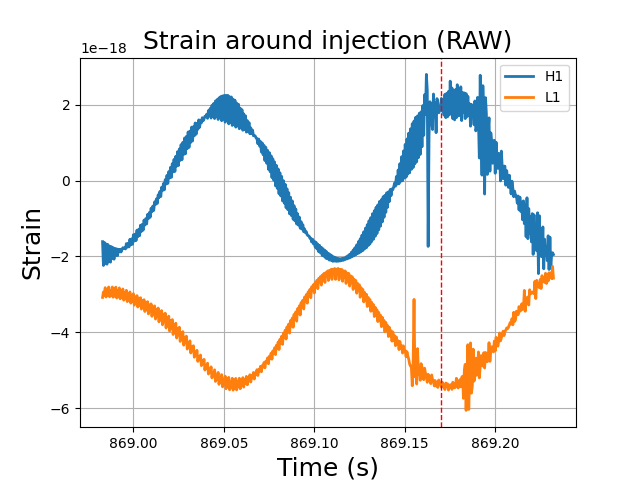 Strain around injection (RAW)
1e−18
H1
L1
2
0
−2
−4
−6
Strain
869.00 869.05 869.10 869.15 869.20
Time (s)